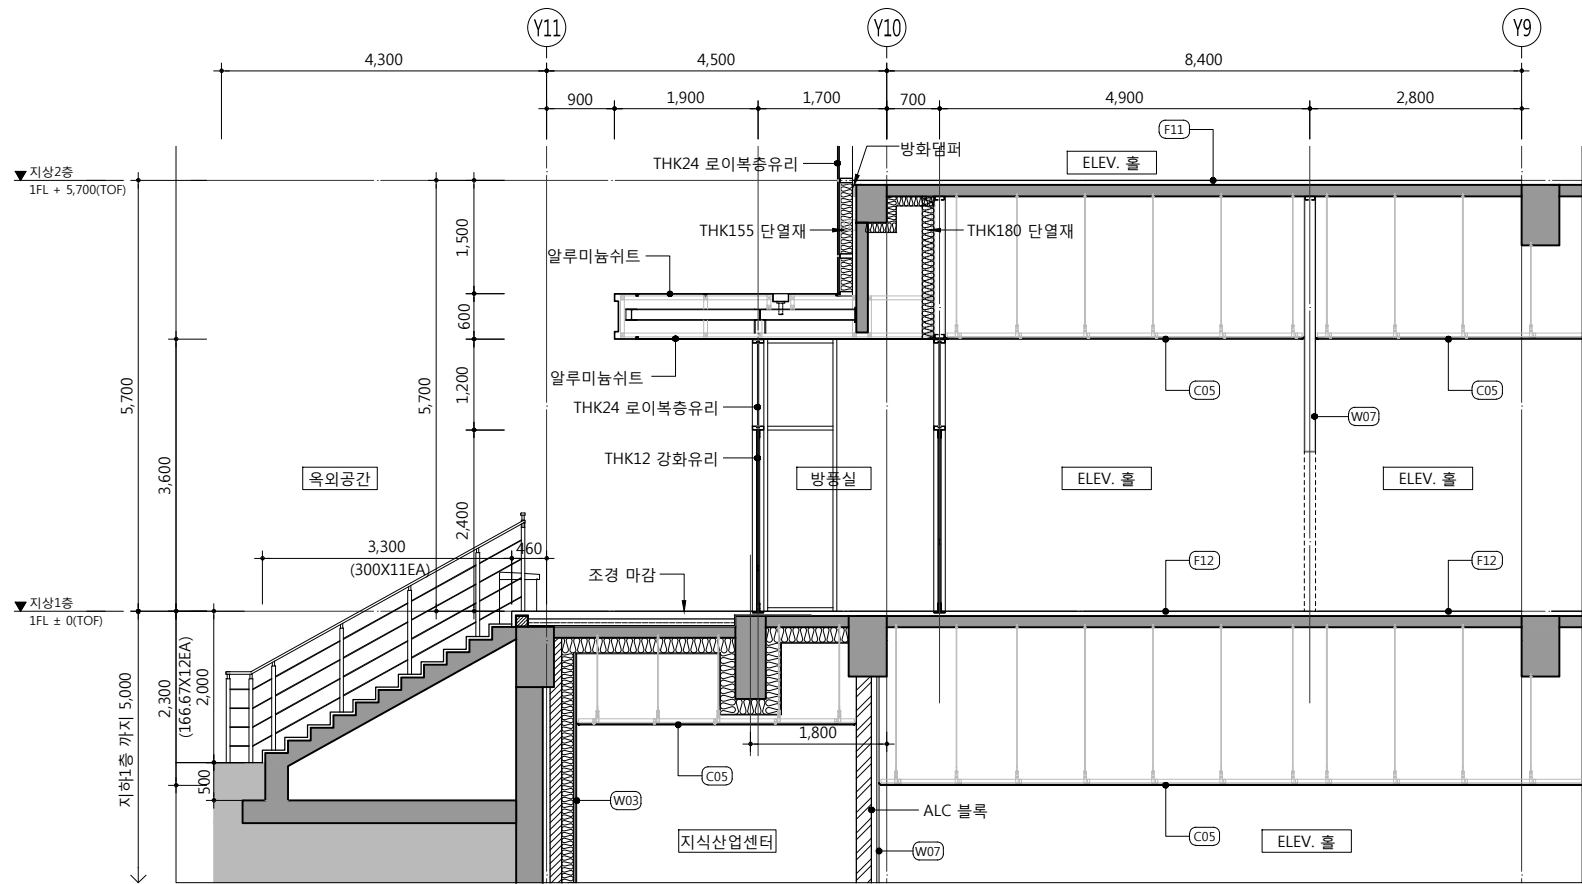 Y11
Y10
Y9
4,300
4,500
8,400
900
1,900
1,700
700
4,900
2,800
F11
방화댐퍼
THK24 로이복층유리
ELEV. 홀
지상2층
1FL + 5,700(TOF)
THK155 단열재
THK180 단열재
1,500
알루미늄쉬트
600
알루미늄쉬트
1,200
5,700
5,700
C05
C05
THK24 로이복층유리
W07
THK12 강화유리
3,600
옥외공간
방풍실
ELEV. 홀
ELEV. 홀
2,400
3,300
460
(300X11EA)
조경 마감
F12
F12
지상1층
1FL ± 0(TOF)
지하1층 까지 5,000
2,300
(166.67X12EA)
2,000
500
1,800
C05
W03
ALC 블록
지식산업센터
W07
C05
ELEV. 홀